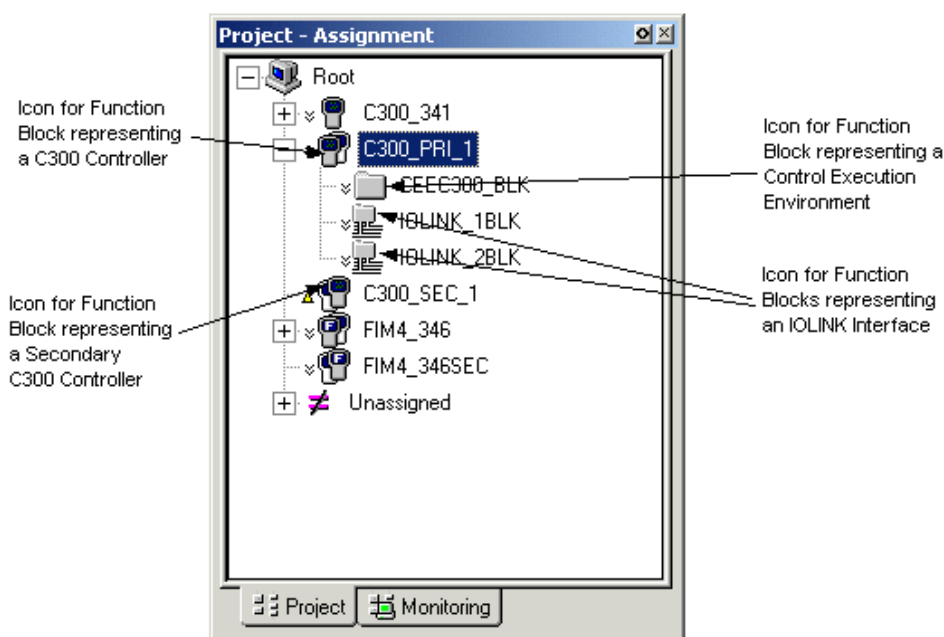 Project - Assignment
Root
C300_341
C300_PRI_1
CEEC300_BLK
IOLINK_1BLK
IOLINK_2BLK
C300_SEC_1
FIM4_346
FIM4_346SEC
Unassigned
Project
Monitoring
Icon for Function
Block representing
a C300 Controller
Icon for Function
Block representing
a Secondary
C300 Controller
Icon for Function
Block representing a
Control Execution
Environment
Icon for Function
Blocks representing
an IOLINK Interface